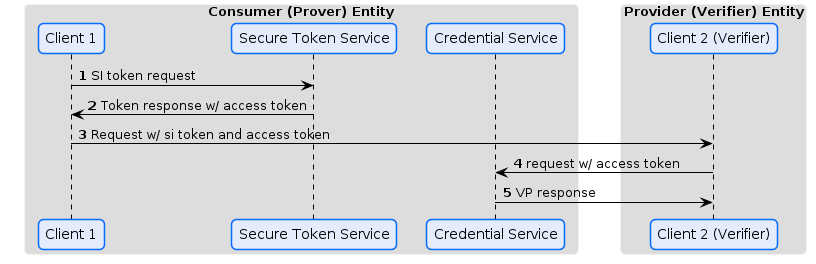 Consumer (Prover) Entity
Provider (Verifier) Entity
Client 1
Secure Token Service
Credential Service
Client 2 (Verifier)
1 SI token request
2 Token response w/ access token
3 Request w/ si token and access token
4 request w/ access token
5 VP response
Client 1
Secure Token Service
Credential Service
Client 2 (Verifier)